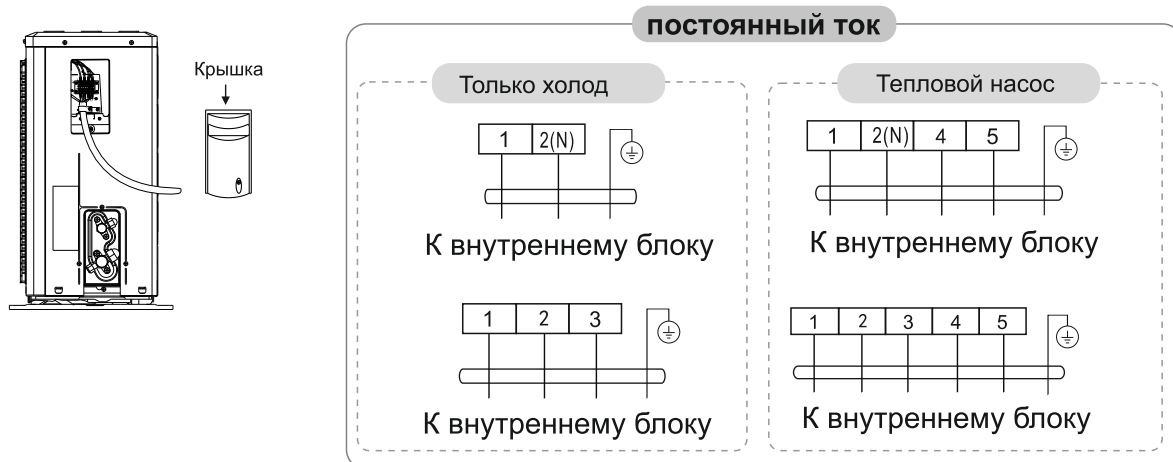 Крышка
постоянный ток
Только холод
1 2(N)
К внутреннему блоку
1 2 3
К внутреннему блоку
Тепловой насос
1 2(N) 4 5
К внутреннему блоку
1 2 3 4 5
К внутреннему блоку